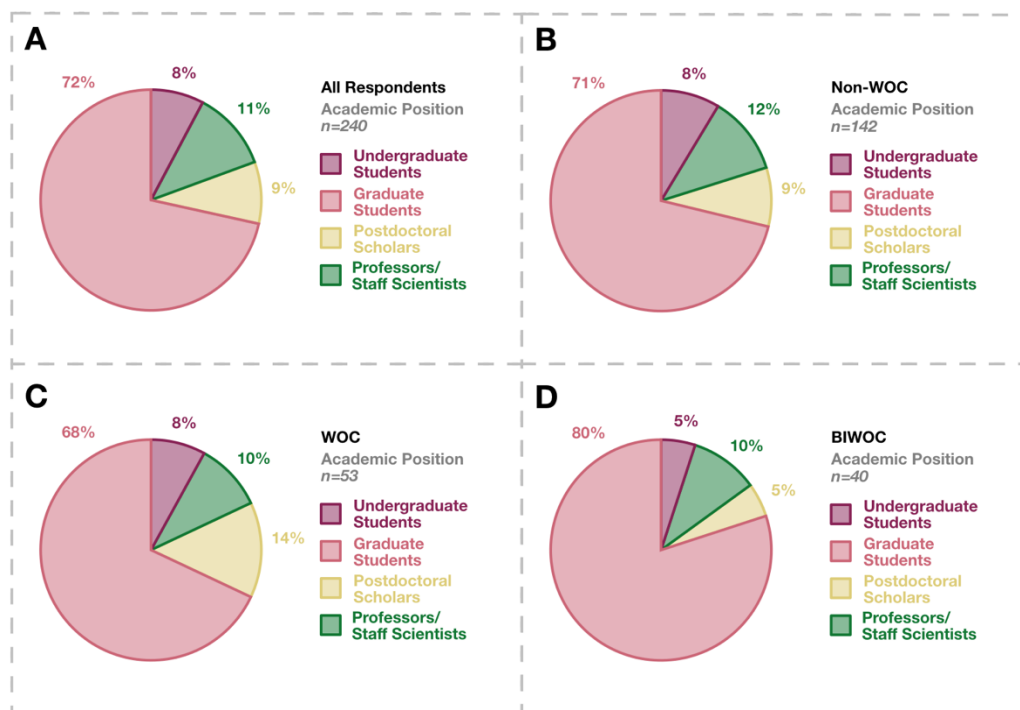 A
72%
8%
11%
9%
All Respondents
Academic Position
n=240
Undergraduate
Students
Graduate
Students
Postdoctoral
Scholars
Professors/
Staff Scientists
B
71%
8%
12%
9%
Non-WOC
Academic Position
n=142
Undergraduate
Students
Graduate
Students
Postdoctoral
Scholars
Professors/
Staff Scientists
C
68%
8%
10%
14%
WOC
Academic Position
n=53
Undergraduate
Students
Graduate
Students
Postdoctoral
Scholars
Professors/
Staff Scientists
D
80%
5%
10%
5%
BIWOC
Academic Position
n=40
Undergraduate
Students
Graduate
Students
Postdoctoral
Scholars
Professors/
Staff Scientists